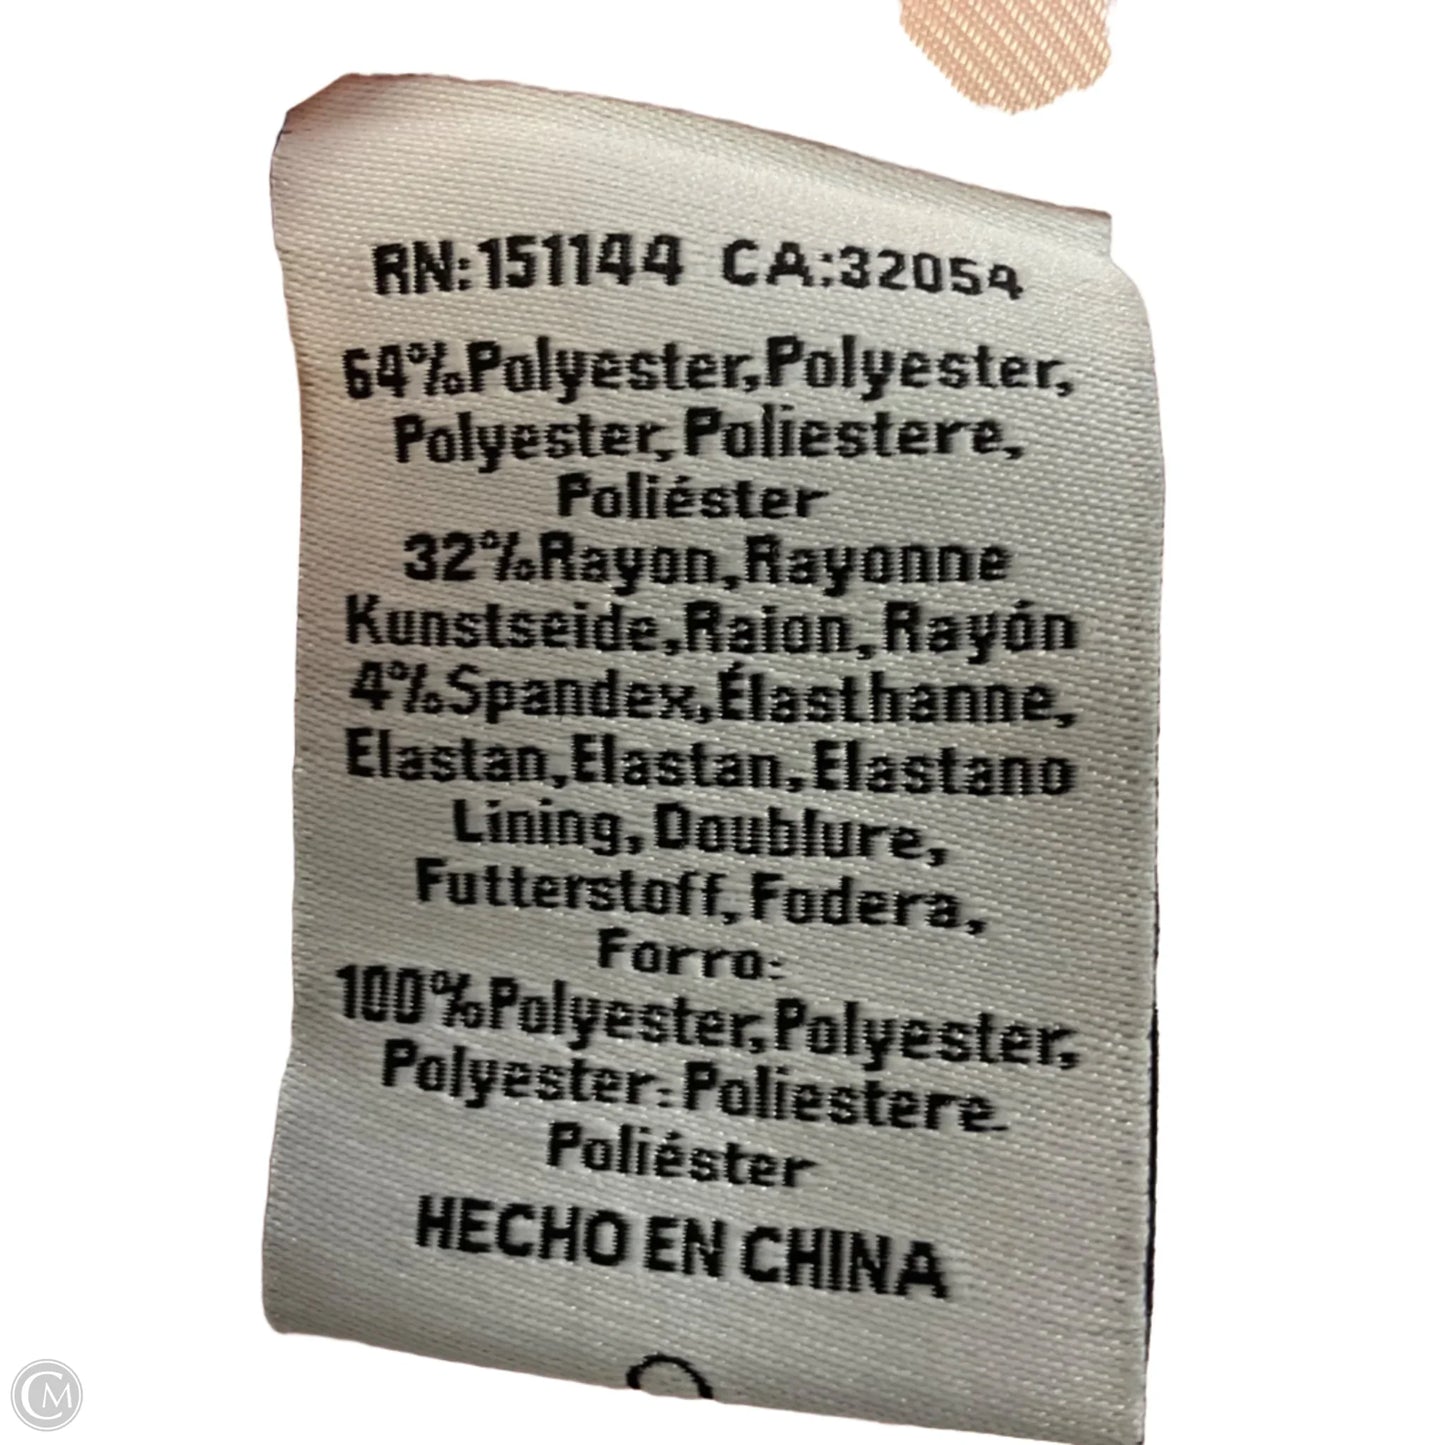 RN:151144 CA:32054
64%Polyester,Polyester,
Polyester,Poliestere,
Poliéster
32%Rayon,Rayonne
Kunstseide,Raion,Rayón
4%Spandex,Élasthanne,
Elastan,Elastan,Elastano
Lining,Doublure,
Futterstoff,Fodera,
Forro:
100%Polyester,Polyester,
Polyester:Poliestere.
Poliéster
HECHO EN CHINA
CM